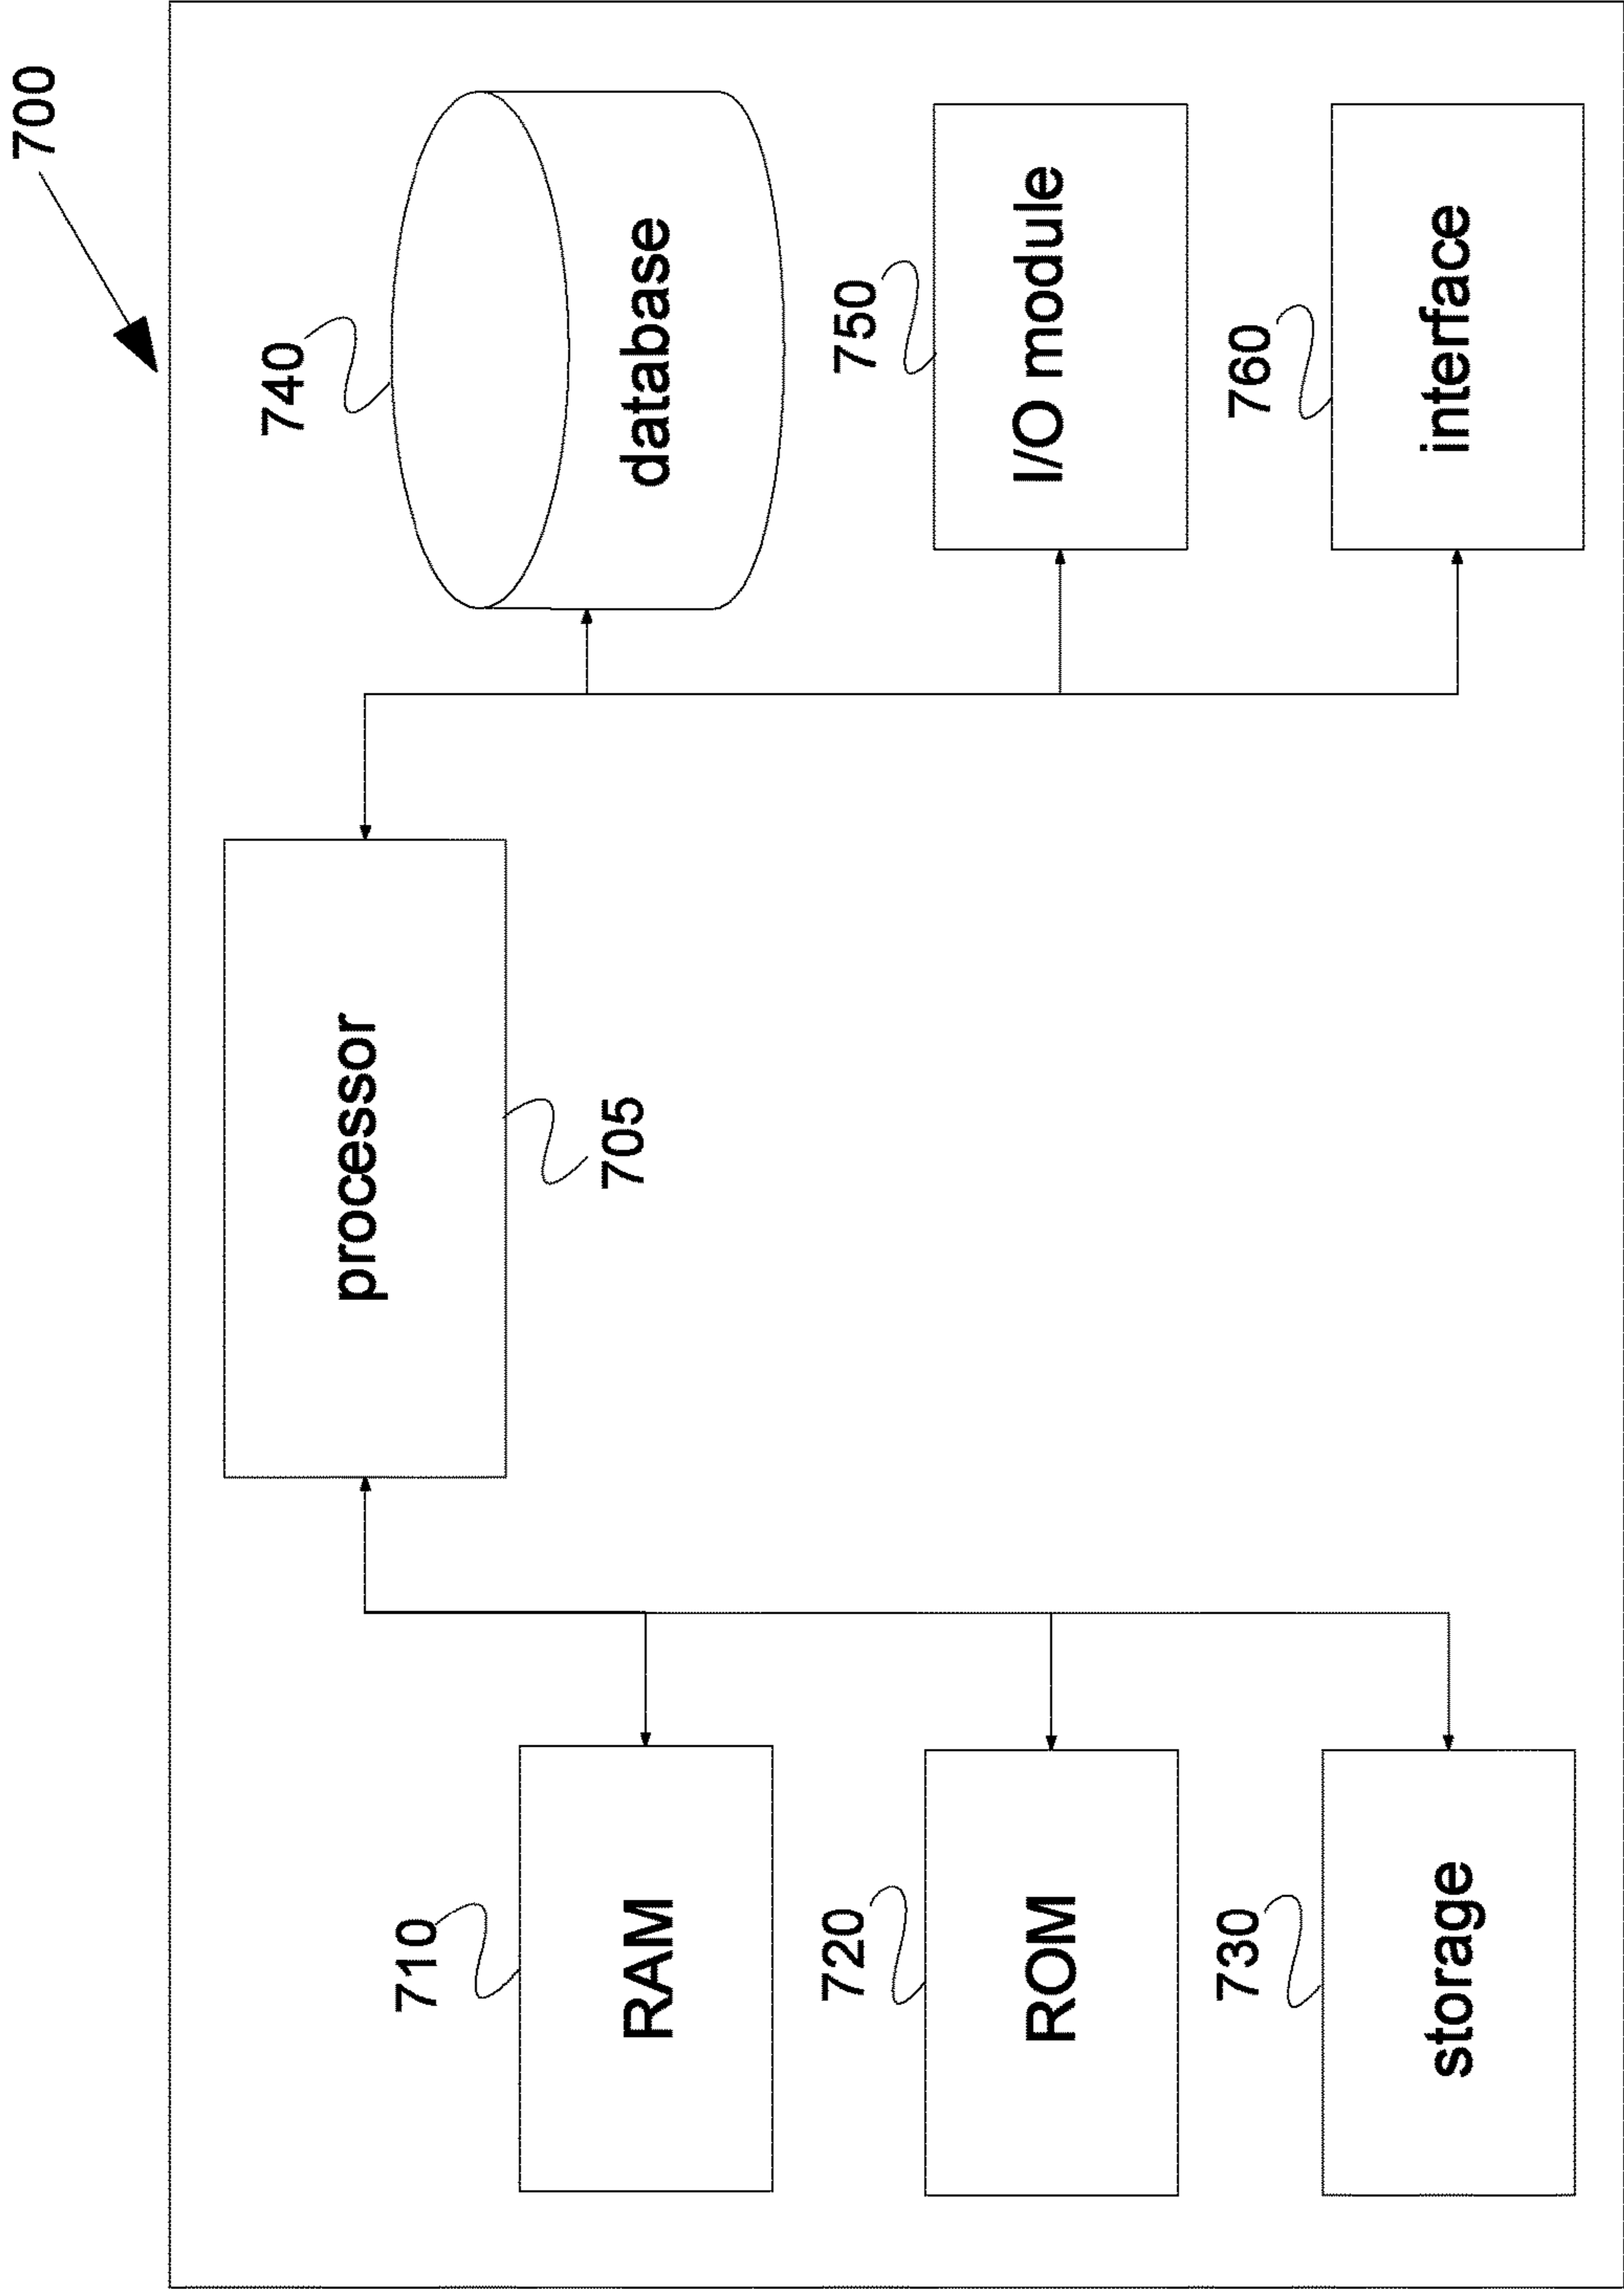 700
processor
705
710
RAM
720
ROM
730
storage
740
database
750
I/O module
760
interface